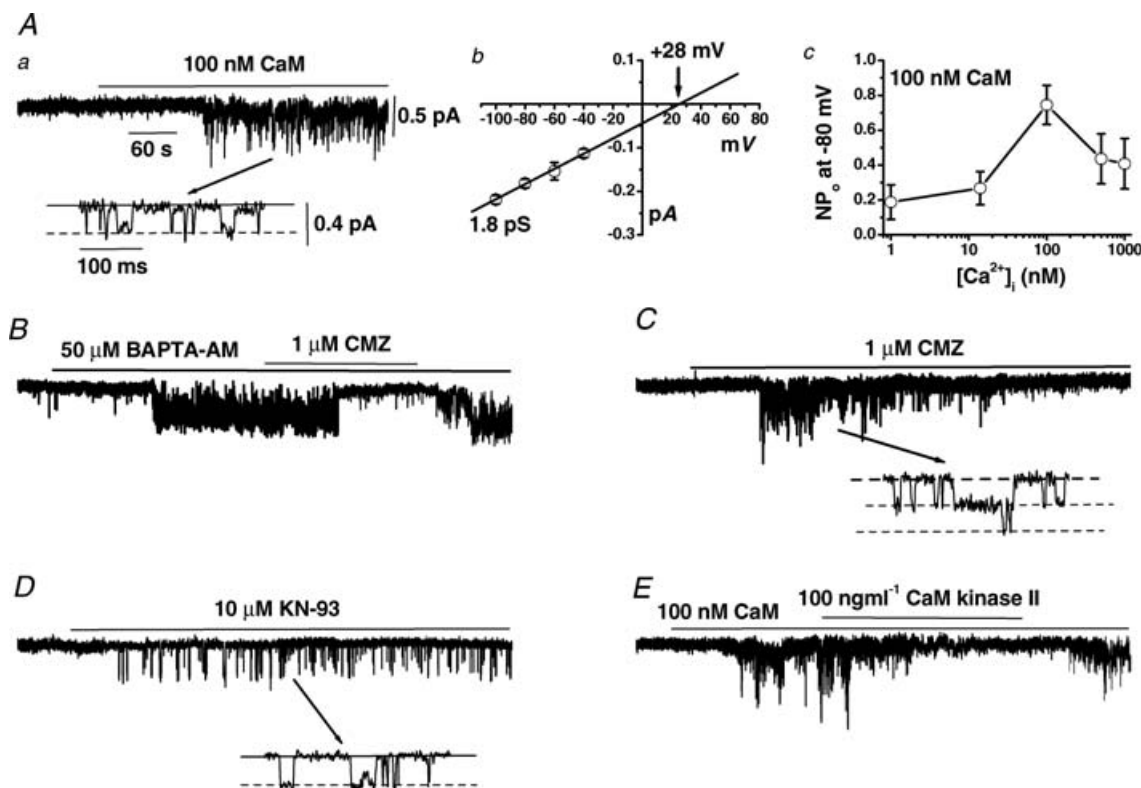 A
a
100 nM CaM
0.5 pA
60 s
0.4 pA
100 ms
b
+28 mV
0.1
-100 -80 -60 -40 0 20 40 60 80
mV
-0.1
-0.3
pA
1.8 pS
c
100 nM CaM
NPo at -80 mV
1.0
0.8
0.6
0.4
0.2
0.0
1 10 100 1000
[Ca2+]i (nM)
B
50 μM BAPTA-AM
1 μM CMZ
C
1 μM CMZ
D
10 μM KN-93
E
100 nM CaM
100 ngml-1 CaM kinase II